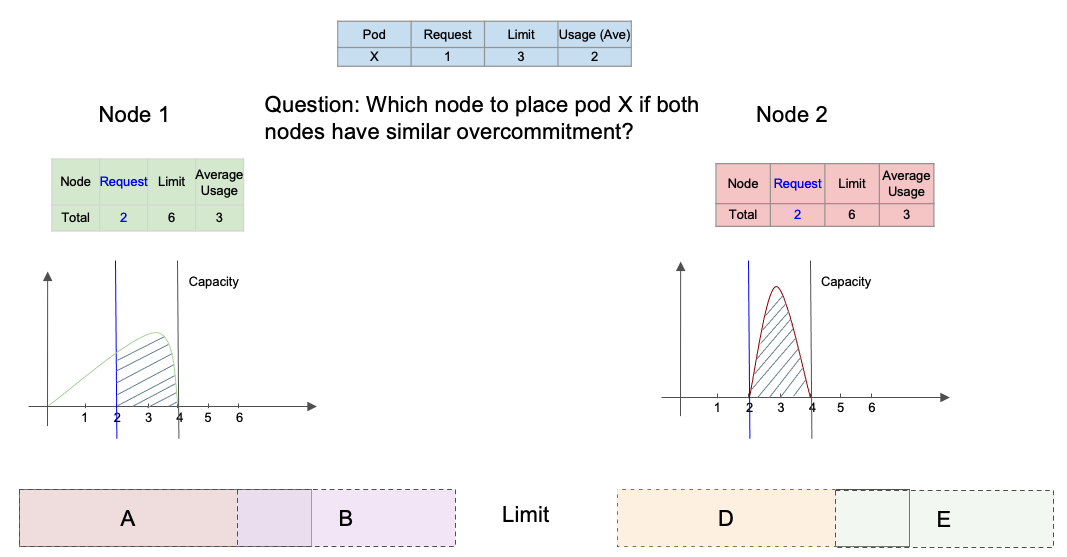 Pod Request Limit Usage (Ave)
X 1 3 2
Question: Which node to place pod X if both
nodes have similar overcommitment?
Node 1
Node Request Limit Average Usage
Total 2 6 3
Capacity
1 2 3 4 5 6
Node 2
Node Request Limit Average Usage
Total 2 6 3
Capacity
1 2 3 4 5 6
A B Limit D E